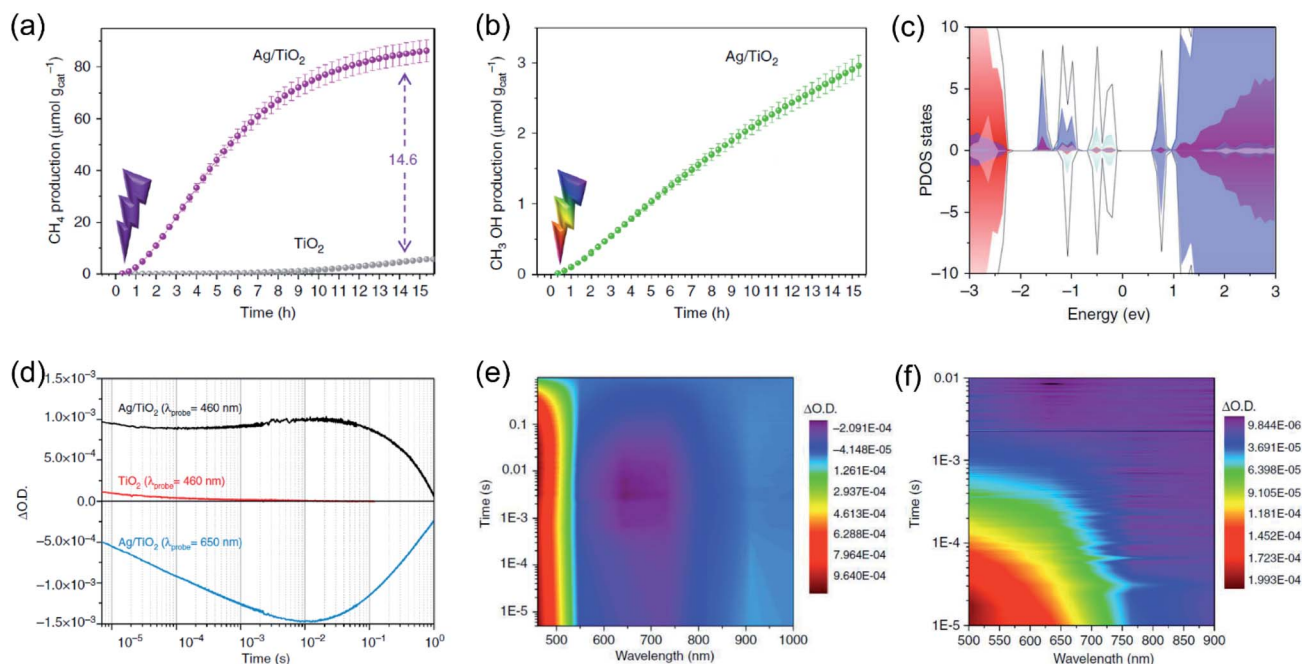 (a)
Ag/TiO₂
14.6
TiO₂
CH₄ production (μmol g_cat⁻¹)
80
60
40
20
0
0 1 2 3 4 5 6 7 8 9 10 11 12 13 14 15
Time (h)
(b)
Ag/TiO₂
CH₃ OH production (μmol g_cat⁻¹)
3
2
1
0
0 1 2 3 4 5 6 7 8 9 10 11 12 13 14 15
Time (h)
(c)
PDOS states
10
5
0
−5
−10
−3 −2 −1 0 1 2 3
Energy (ev)
(d)
1.5×10⁻³
1.0×10⁻³
5.0×10⁻⁴
0.0
−5.0×10⁻⁴
−1.0×10⁻³
−1.5×10⁻³
ΔO.D.
Ag/TiO₂ (λprobe= 460 nm)
TiO₂ (λprobe= 460 nm)
Ag/TiO₂ (λprobe= 650 nm)
10⁻⁵ 10⁻⁴ 10⁻³ 10⁻² 10⁻¹ 10⁰
Time (s)
(e)
Time (s)
0.1
0.01
1E-3
1E-4
1E-5
500 600 700 800 900 1000
Wavelength (nm)
ΔO.D.
−2.091E-04
−4.148E-05
1.261E-04
2.937E-04
4.613E-04
6.288E-04
7.964E-04
9.640E-04
(f)
Time (s)
0.01
1E-3
1E-4
1E-5
500 550 600 650 700 750 800 850 900
Wavelength (nm)
ΔO.D.
9.844E-06
3.691E-05
6.398E-05
9.105E-05
1.181E-04
1.452E-04
1.723E-04
1.993E-04